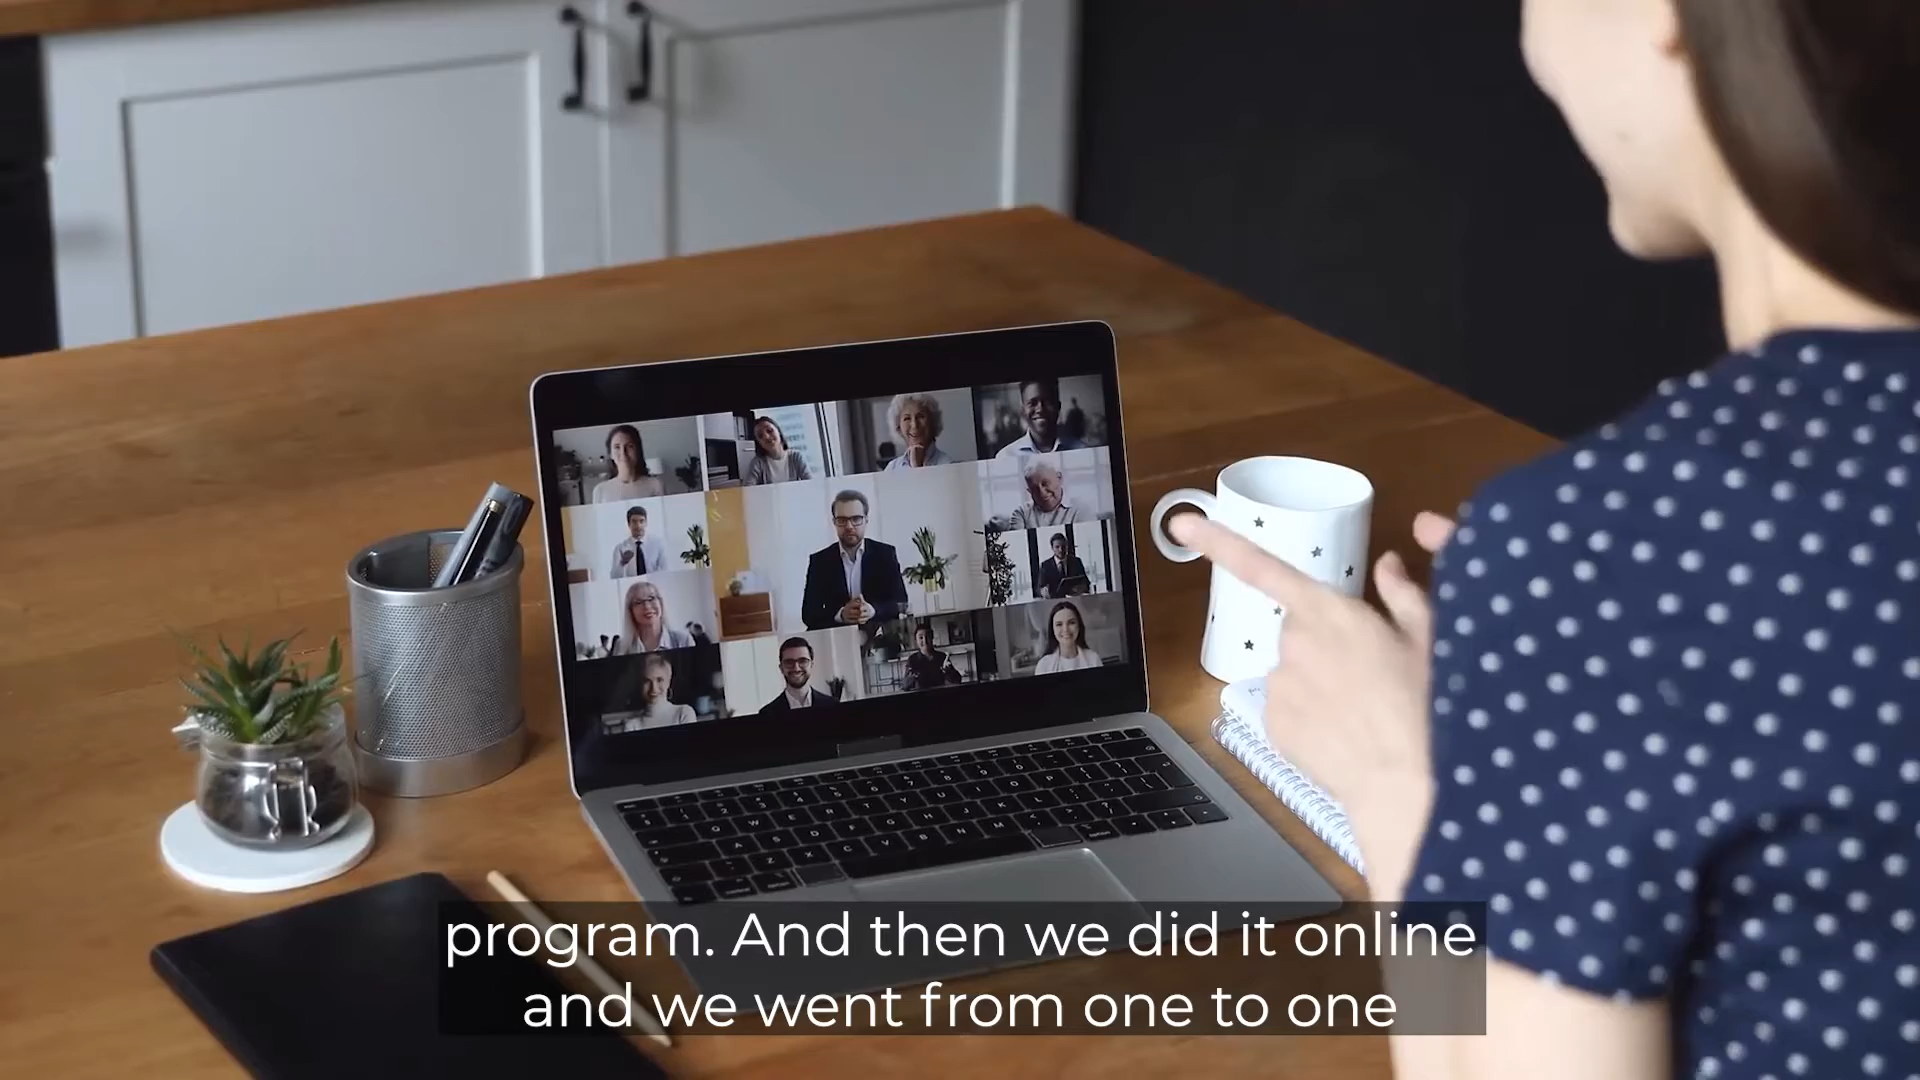 program. And then we did it online
and we went from one to one